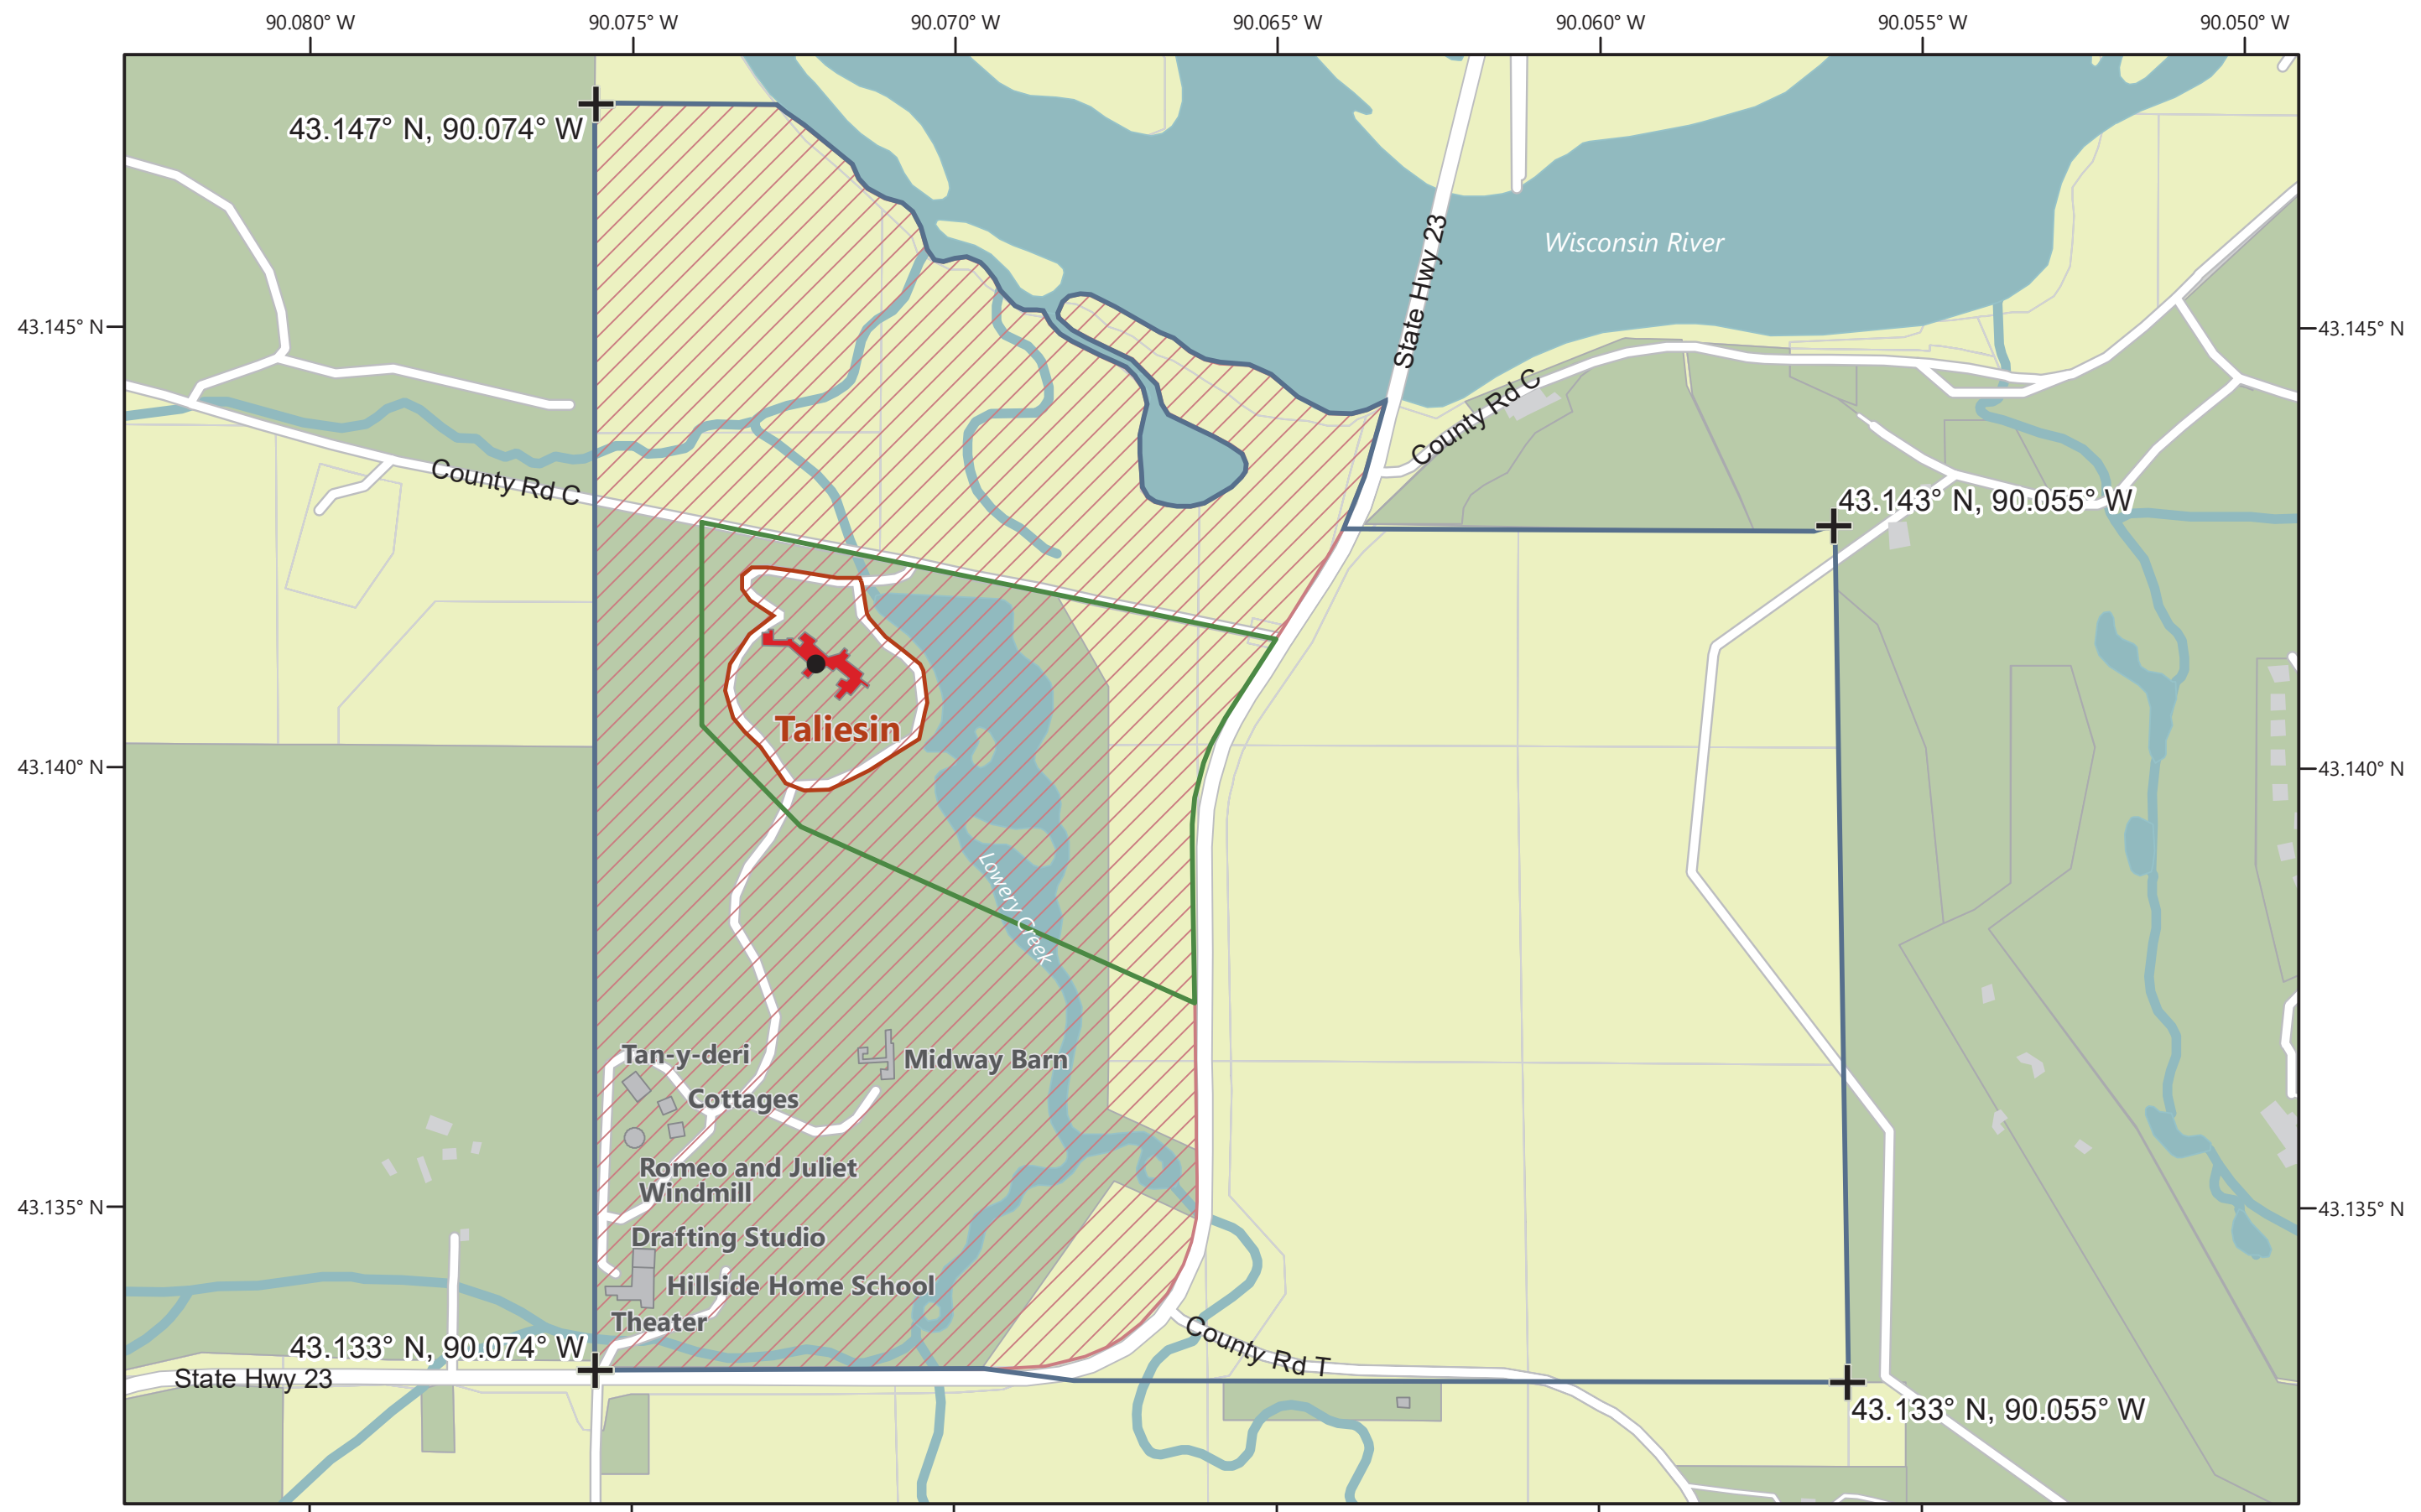 90.080° W
90.075° W
90.070° W
90.065° W
90.060° W
90.055° W
90.050° W
43.147° N, 90.074° W
State Hwy 23
Wisconsin River
43.145° N
43.145° N
County Rd C
County Rd C
43.143° N, 90.055° W
Taliesin
43.140° N
43.140° N
Lowery Creek
Tan-y-deri
Midway Barn
Cottages
Romeo and Juliet
Windmill
43.135° N
43.135° N
Drafting Studio
Hillside Home School
Theater
43.133° N, 90.074° W
County Rd T
State Hwy 23
43.133° N, 90.055° W